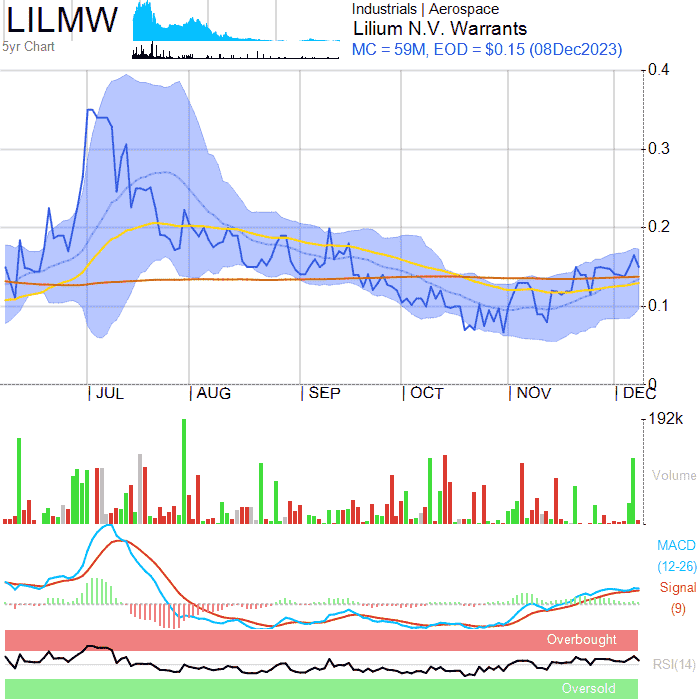 LILMW
5yr Chart
Industrials | Aerospace
Lilium N.V. Warrants
MC = 59M, EOD = $0.15 (08Dec2023)
0.4
0.3
0.2
0.1
0
JUL AUG SEP OCT NOV DEC
192k
Volume
MACD
(12-26)
Signal
(9)
Overbought
RSI(14)
Oversold